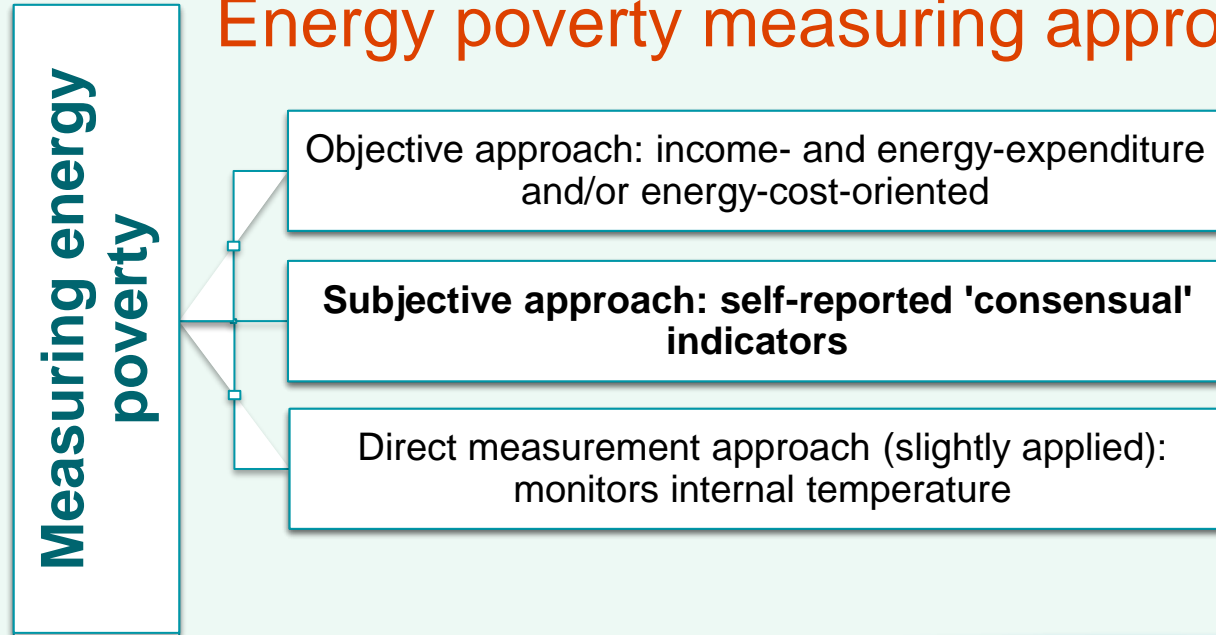 Energy poverty measuring appro
Measuring energy
poverty
Objective approach: income- and energy-expenditure
and/or energy-cost-oriented
Subjective approach: self-reported 'consensual'
indicators
Direct measurement approach (slightly applied):
monitors internal temperature